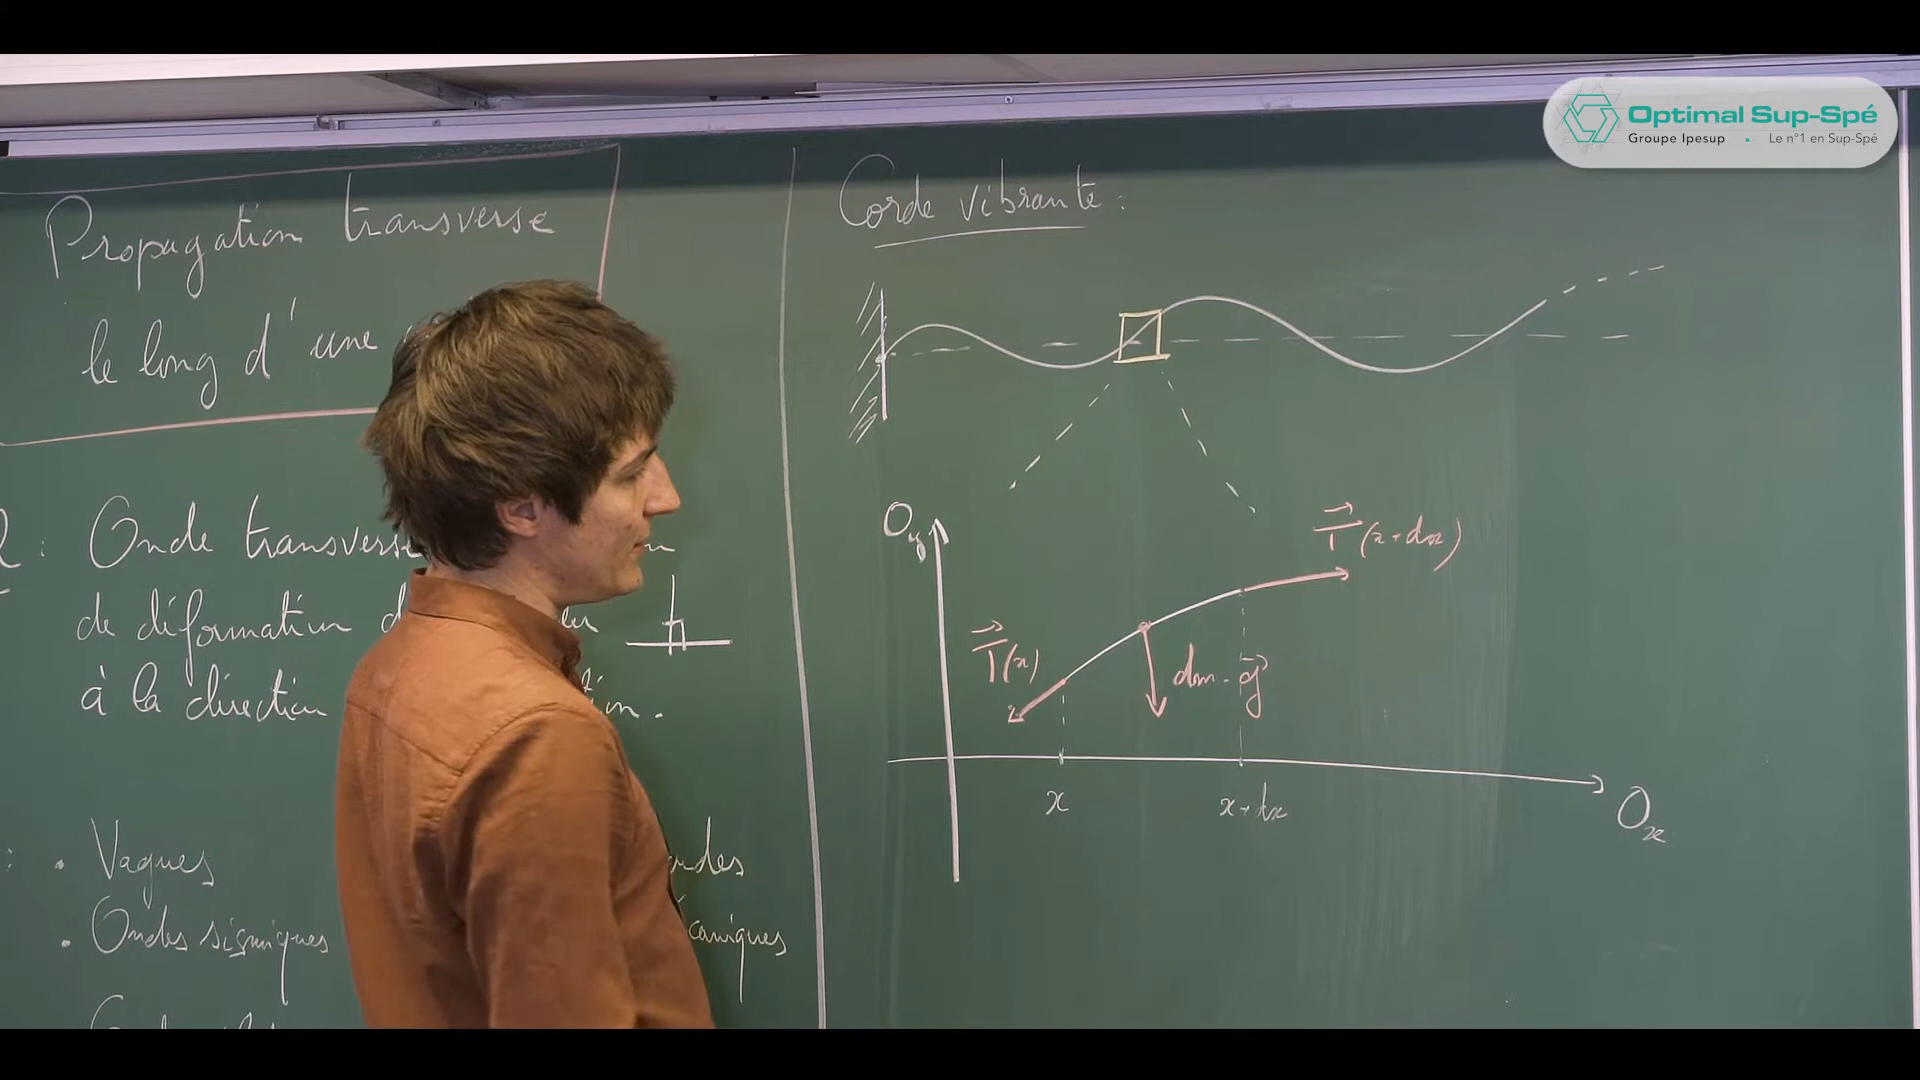 Optimal Sup-Spé
Groupe Ipesup • Le n°1 en Sup-Spé
Propagation transverse
le long d'une
: Onde transverse
de déformation
à la direction
: • Vagues
• Ondes sismiques
Corde vibrante :
Oy
T(x+dx)
T(x)
dm.g
x
x+dx
Ox